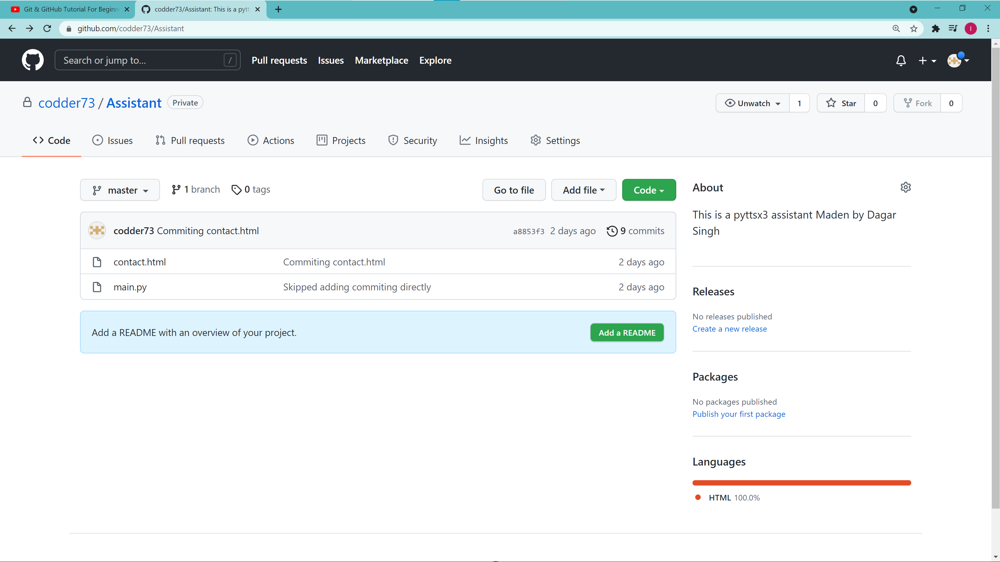 Git & GitHub Tutorial For Beginn
codder73/Assistant: This is a pytt
github.com/codder73/Assistant
I
Search or jump to...
/
Pull requests
Issues
Marketplace
Explore
codder73 / Assistant
Private
Unwatch
1
Star
0
Fork
0
Code
Issues
Pull requests
Actions
Projects
Security
Insights
Settings
master
1 branch
0 tags
Go to file
Add file
Code
codder73 Commiting contact.html
a8853f3 2 days ago
9 commits
contact.html
Commiting contact.html
2 days ago
main.py
Skipped adding commiting directly
2 days ago
Add a README with an overview of your project.
Add a README
About
This is a pyttsx3 assistant Maden by Dagar
Singh
Releases
No releases published
Create a new release
Packages
No packages published
Publish your first package
Languages
HTML 100.0%